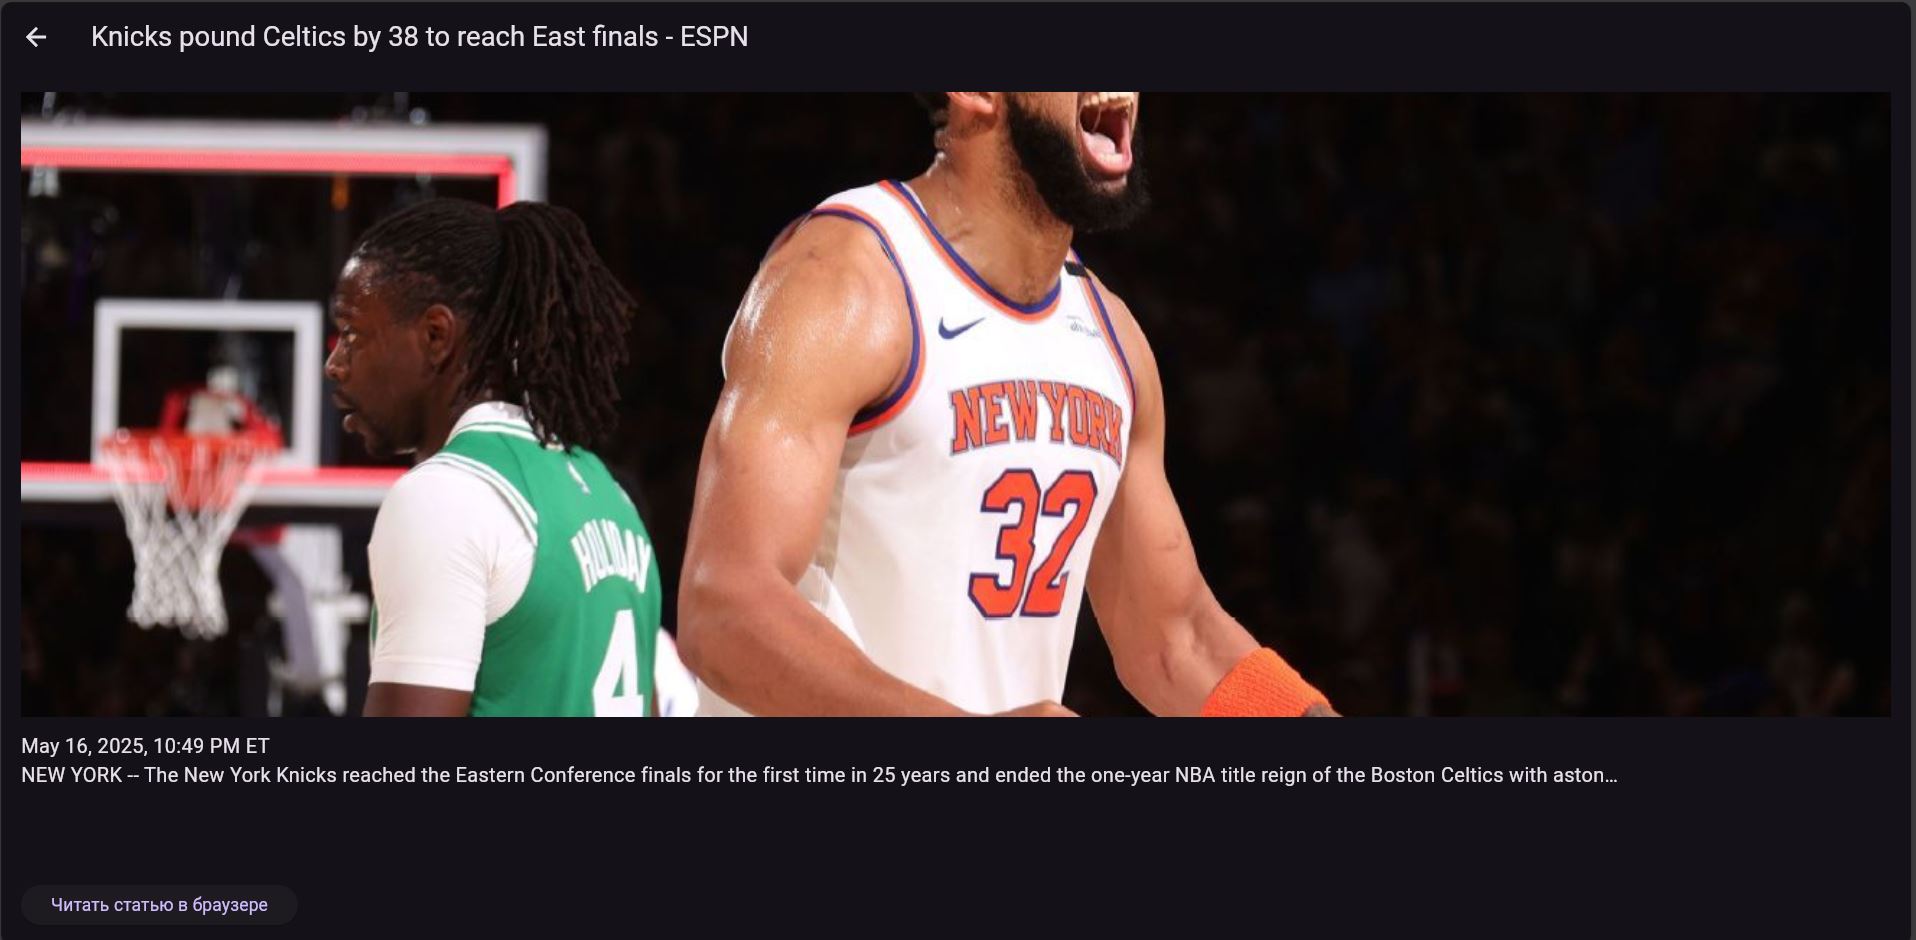 Knicks pound Celtics by 38 to reach East finals - ESPN
HOLIDAY
4
NEW YORK
32
May 16, 2025, 10:49 PM ET
NEW YORK -- The New York Knicks reached the Eastern Conference finals for the first time in 25 years and ended the one-year NBA title reign of the Boston Celtics with aston…
Читать статью в браузере